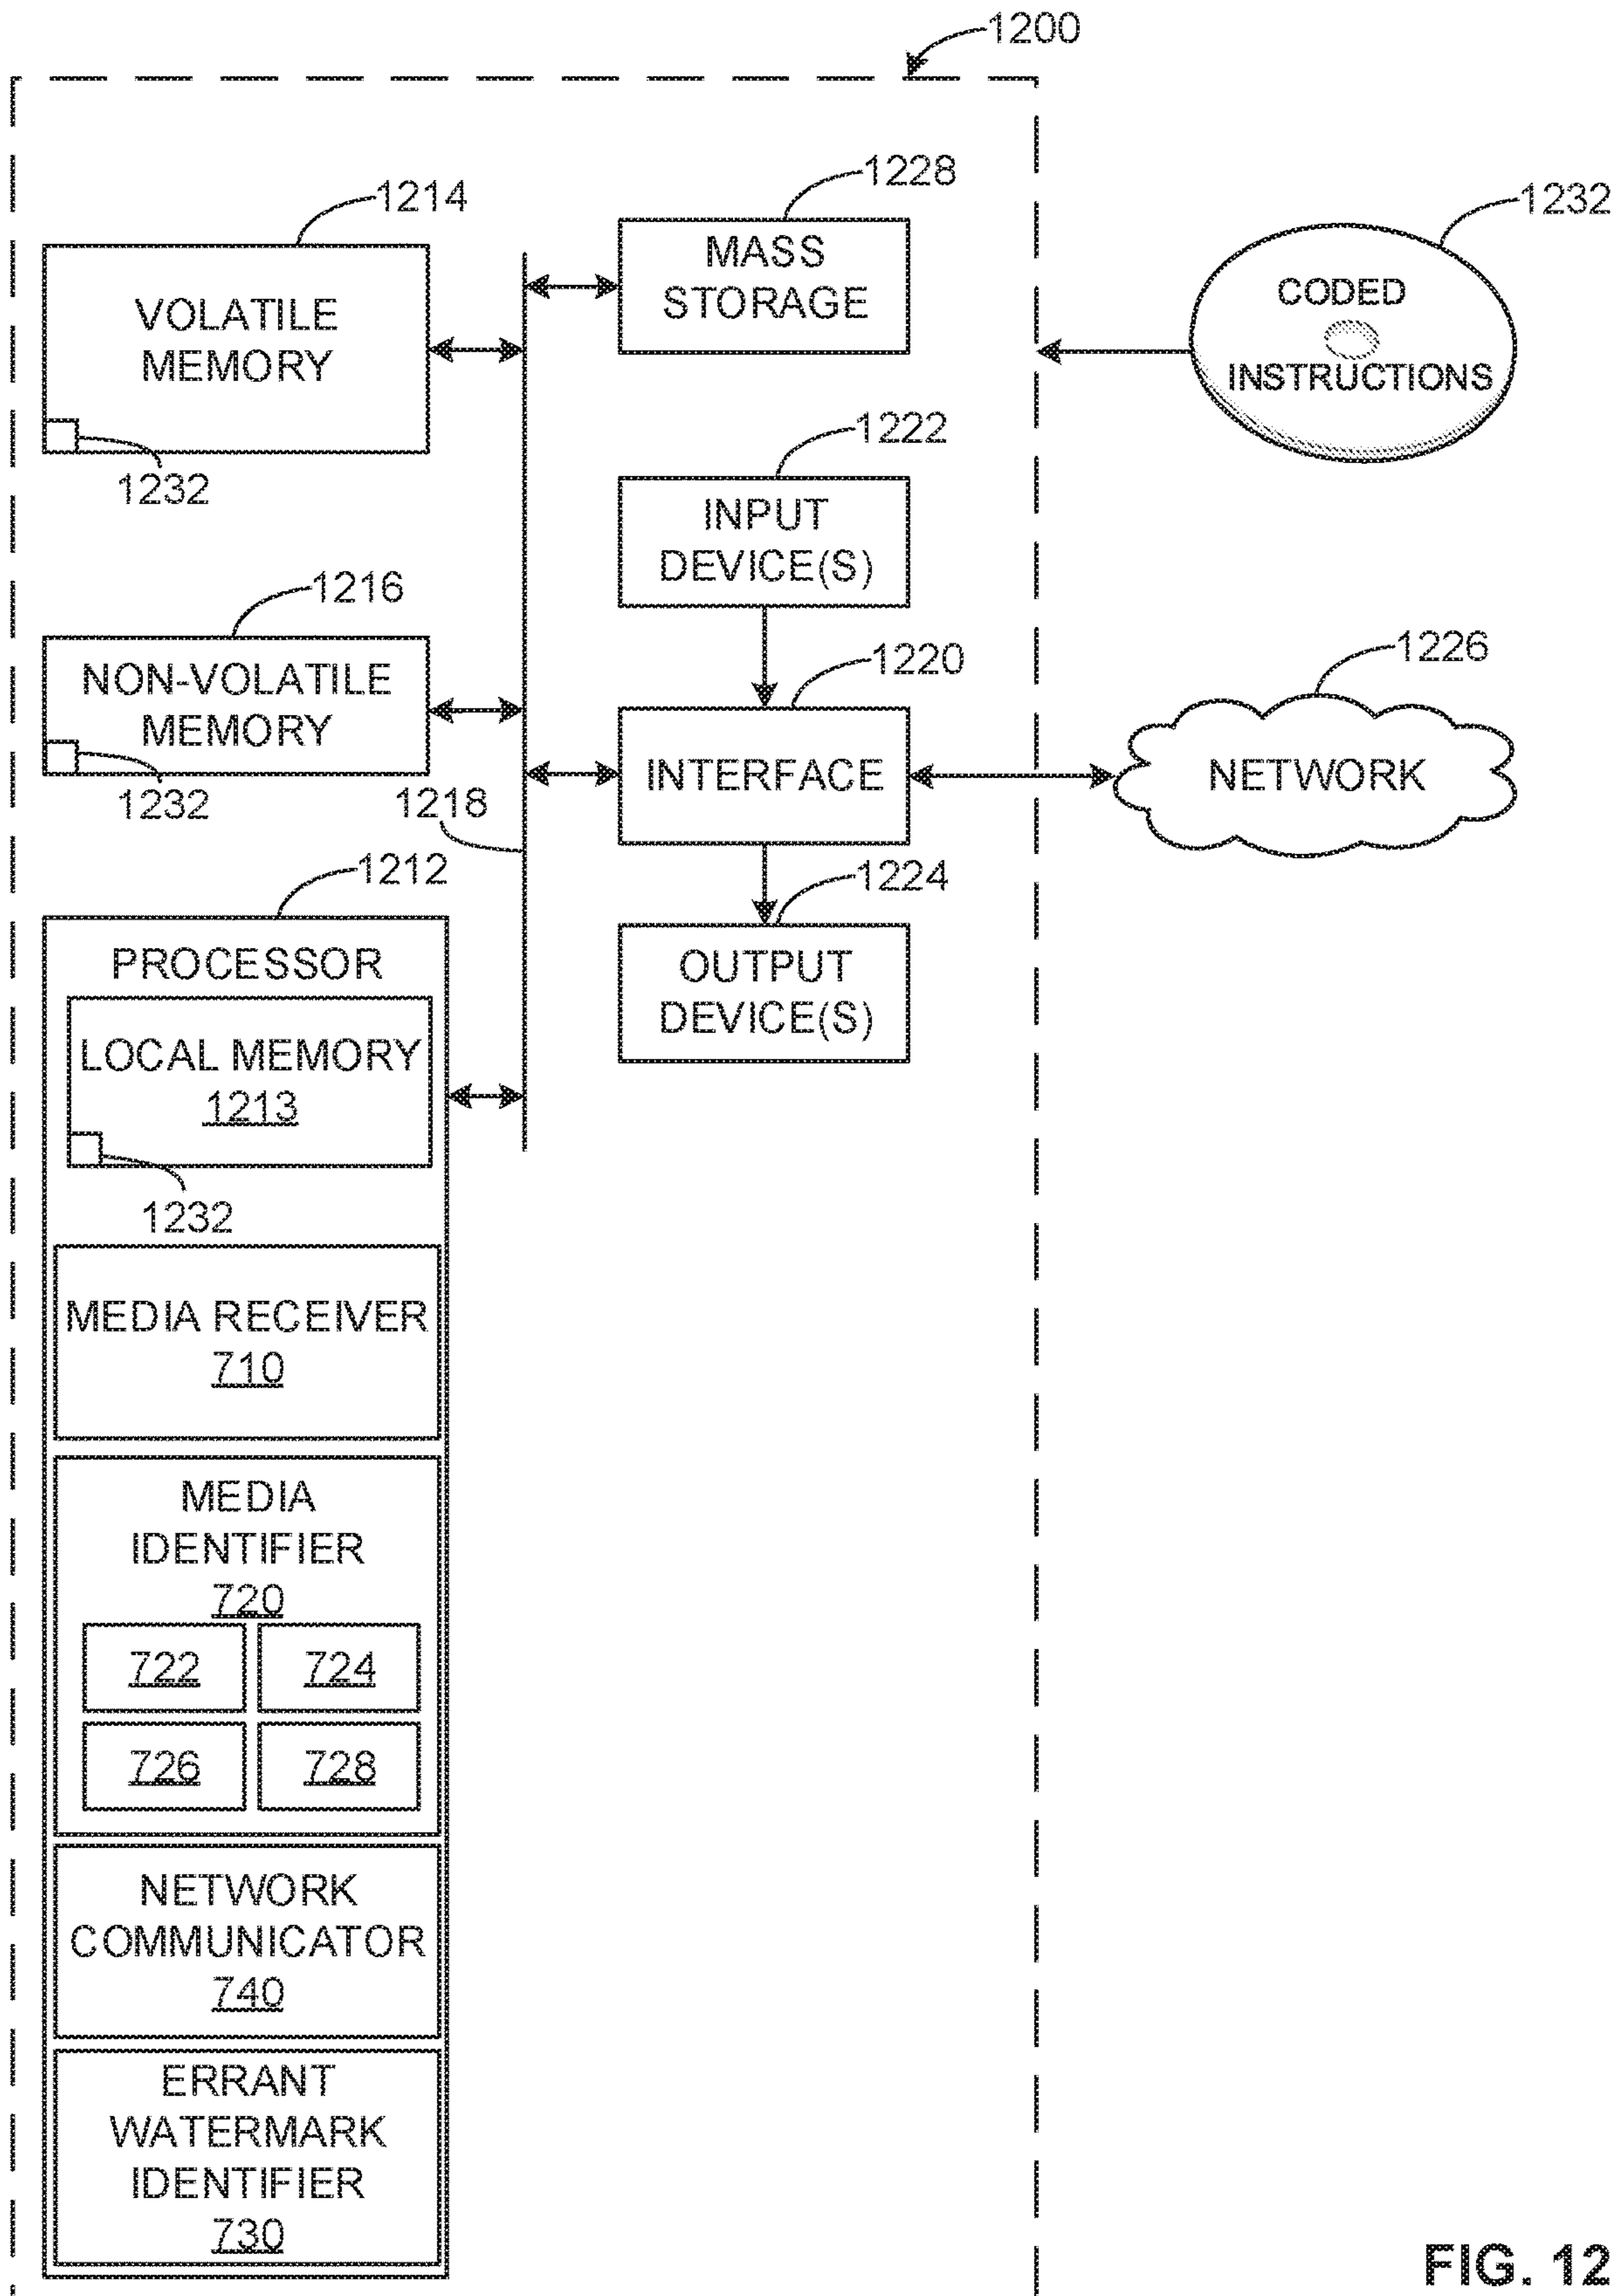 1200
1214
1228
1232
VOLATILE
MEMORY
MASS
STORAGE
CODED
INSTRUCTIONS
1232
1222
INPUT
DEVICE(S)
1216
1220
1226
NON-VOLATILE
MEMORY
1232
1218
INTERFACE
NETWORK
1212
1224
PROCESSOR
OUTPUT
DEVICE(S)
LOCAL MEMORY
1213
1232
MEDIA RECEIVER
710
MEDIA
IDENTIFIER
720
722
724
726
728
NETWORK
COMMUNICATOR
740
ERRANT
WATERMARK
IDENTIFIER
730
FIG. 12